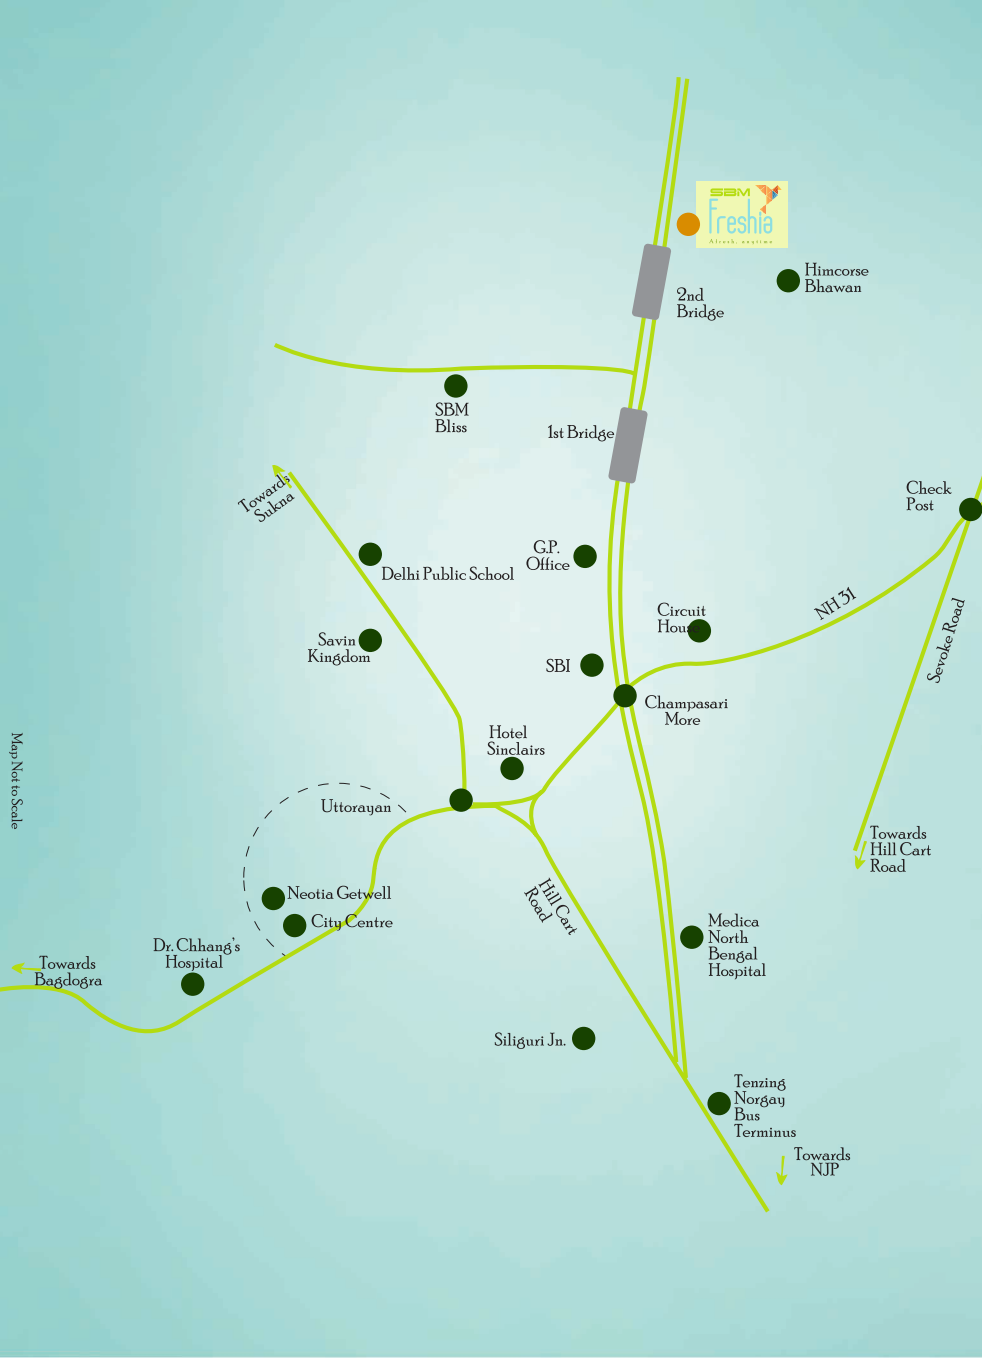 SBM
Freshia
Afresh, anytime
Himcorse
Bhawan
2nd
Bridge
SBM
Bliss
1st Bridge
Towards
Sukna
Check
Post
G.P.
Office
Delhi Public School
NH 31
Circuit
House
Sevoke Road
Savin
Kingdom
SBI
Champasari
More
Hotel
Sinclairs
Map Not to Scale
Uttorayan
Towards
Hill Cart
Road
Hill Cart
Road
Neotia Getwell
City Centre
Medica
North
Bengal
Hospital
Dr. Chhang's
Hospital
Towards
Bagdogra
Siliguri Jn.
Tenzing
Norgay
Bus
Terminus
Towards
NJP